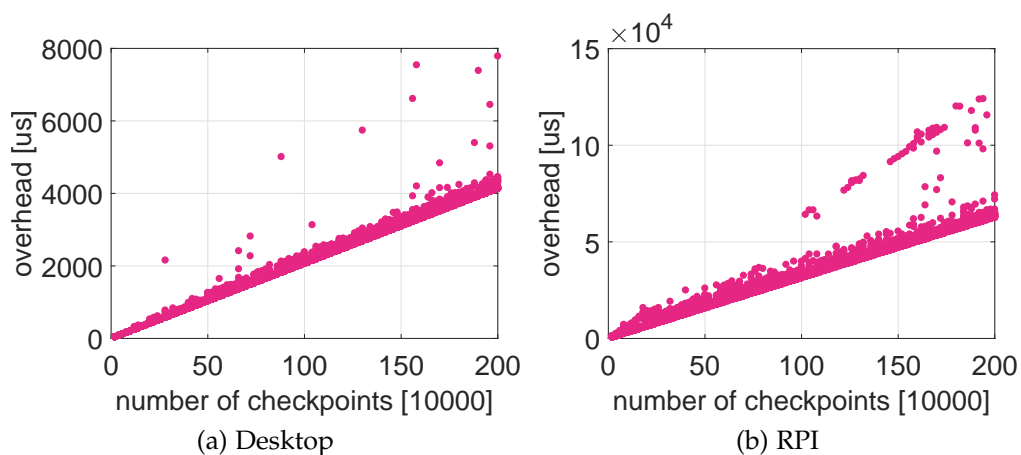 8000
6000
4000
2000
0
overhead [us]
0 50 100 150 200
number of checkpoints [10000]
(a) Desktop
×10^4
15
10
5
0
overhead [us]
0 50 100 150 200
number of checkpoints [10000]
(b) RPI